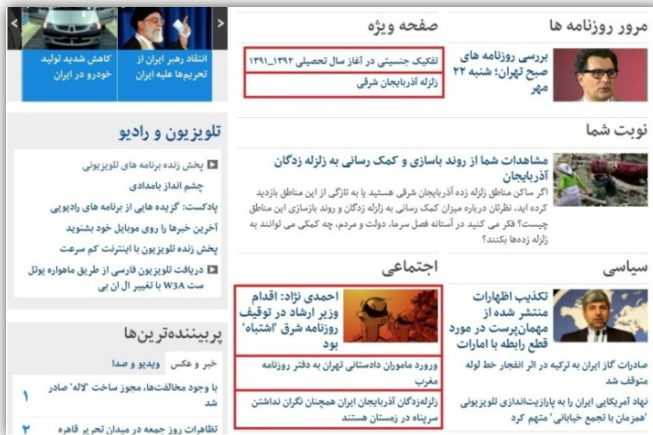 مرور روزنامه ها
بررسی روزنامه های
صبح تهران؛ شنبه ۲۲
مهر
صفحه ویژه
تفکیک جنسیتی در آغاز سال تحصیلی ۱۳۹۲_۱۳۹۱
زلزله آذربایجان شرقی
انتقاد رهبر ایران از
تحریم‌ها علیه ایران
کاهش شدید تولید
خودرو در ایران
نوبت شما
مشاهدات شما از روند باسازی و کمک رسانی به زلزله زدگان
آذربایجان
اگر ساکن مناطق زلزله زده آذربایجان شرقی هستید یا به تازگی از این مناطق بازدید
کرده اید، نظرتان درباره میزان کمک رسانی به زلزله زدگان و روند بازسازی این مناطق
چیست؟ فکر می کنید در آستانه فصل سرما، دولت و مردم، چه کمکی می توانند به
زلزله زده‌ها بکنند؟
سیاسی
تکذیب اظهارات
منتشر شده از
مهمان‌پرست در مورد
قطع رابطه با امارات
صادرات گاز ایران به ترکیه در اثر انفجار خط لوله
متوقف شد
نهاد آمریکایی ایران را به پارازیت‌اندازی تلویزیونی
'همزمان با تجمع خیابانی' متهم کرد
اجتماعی
احمدی نژاد: اقدام
وزیر ارشاد در توقیف
روزنامه شرق 'اشتباه'
بود
ورورد ماموران دادستانی تهران به دفتر روزنامه
مغرب
زلزله‌زدگان آذربایجان ایران همچنان نگران نداشتن
سرپناه در زمستان هستند
تلویزیون و رادیو
پخش زنده برنامه های تلویزیونی
چشم انداز بامدادی
پادکست: گزیده هایی از برنامه های رادیویی
آخرین خبرها را روی موبایل خود بشنوید
پخش زنده تلویزیون با اینترنت کم سرعت
دریافت تلویزیون فارسی از طریق ماهواره یوتل
ست W3A با تغییر ال ان بی
پربیننده‌ترین‌ها
خبر و عکس ویدیو و صدا
۱ با وجود مخالفت‌ها، مجوز ساخت 'لاله' صادر
شد
۲ تظاهرات روز جمعه در میدان تحریر قاهره